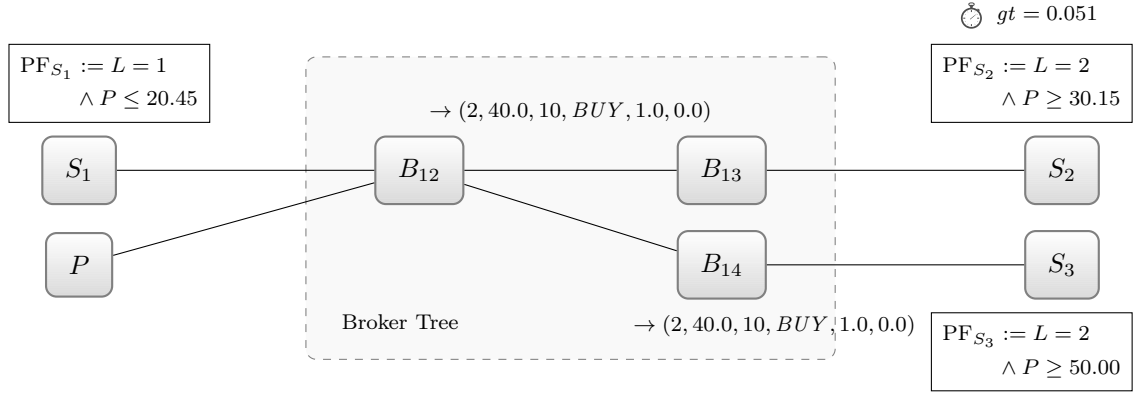 gt = 0.051
PF_{S_1} := L = 1
∧ P ≤ 20.45
PF_{S_2} := L = 2
∧ P ≥ 30.15
→ (2, 40.0, 10, BUY, 1.0, 0.0)
S_1
B_{12}
B_{13}
S_2
P
B_{14}
S_3
Broker Tree
→ (2, 40.0, 10, BUY, 1.0, 0.0)
PF_{S_3} := L = 2
∧ P ≥ 50.00